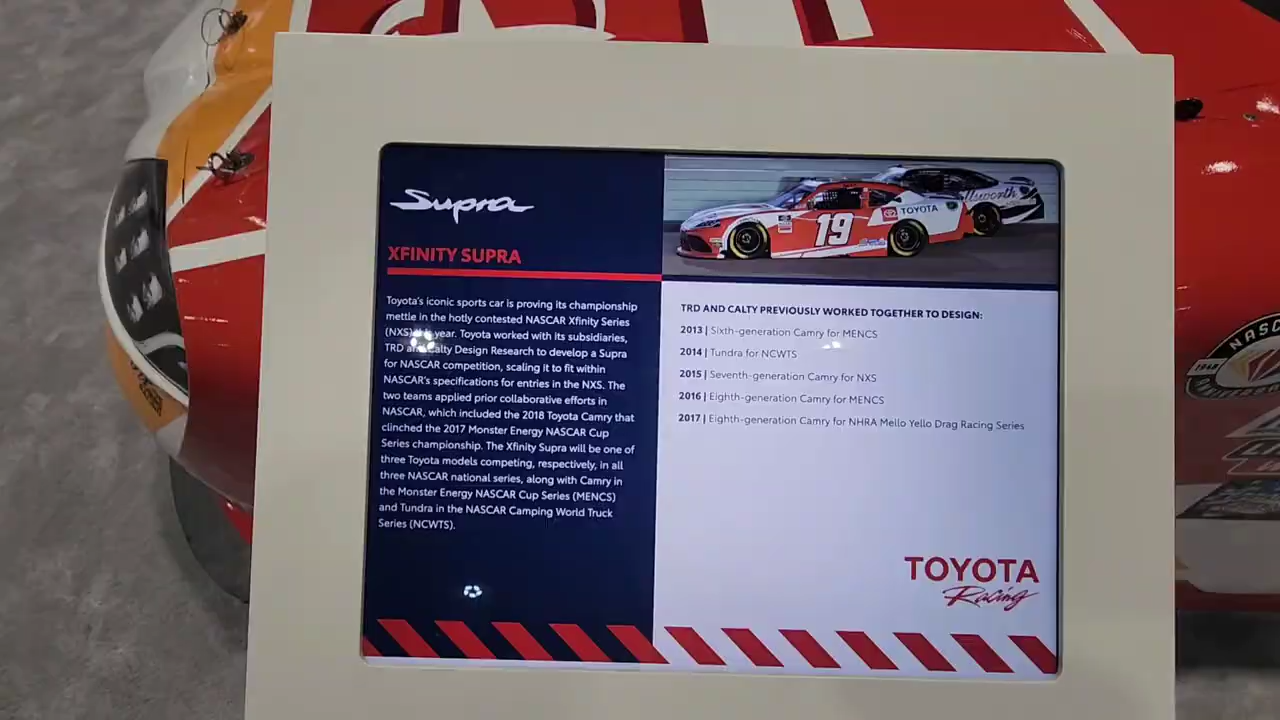 Supra
XFINITY SUPRA
Toyota's iconic sports car is proving its championship
mettle in the hotly contested NASCAR Xfinity Series
(NXS) this year. Toyota worked with its subsidiaries,
TRD and Calty Design Research to develop a Supra
for NASCAR competition, scaling it to fit within
NASCAR's specifications for entries in the NXS. The
two teams applied prior collaborative efforts in
NASCAR, which included the 2018 Toyota Camry that
clinched the 2017 Monster Energy NASCAR Cup
Series championship. The Xfinity Supra will be one of
three Toyota models competing, respectively, in all
three NASCAR national series, along with Camry in
the Monster Energy NASCAR Cup Series (MENCS)
and Tundra in the NASCAR Camping World Truck
Series (NCWTS).
19
TOYOTA
TRD AND CALTY PREVIOUSLY WORKED TOGETHER TO DESIGN:
2013 | Sixth-generation Camry for MENCS
2014 | Tundra for NCWTS
2015 | Seventh-generation Camry for NXS
2016 | Eighth-generation Camry for MENCS
2017 | Eighth-generation Camry for NHRA Mello Yello Drag Racing Series
TOYOTA
Racing